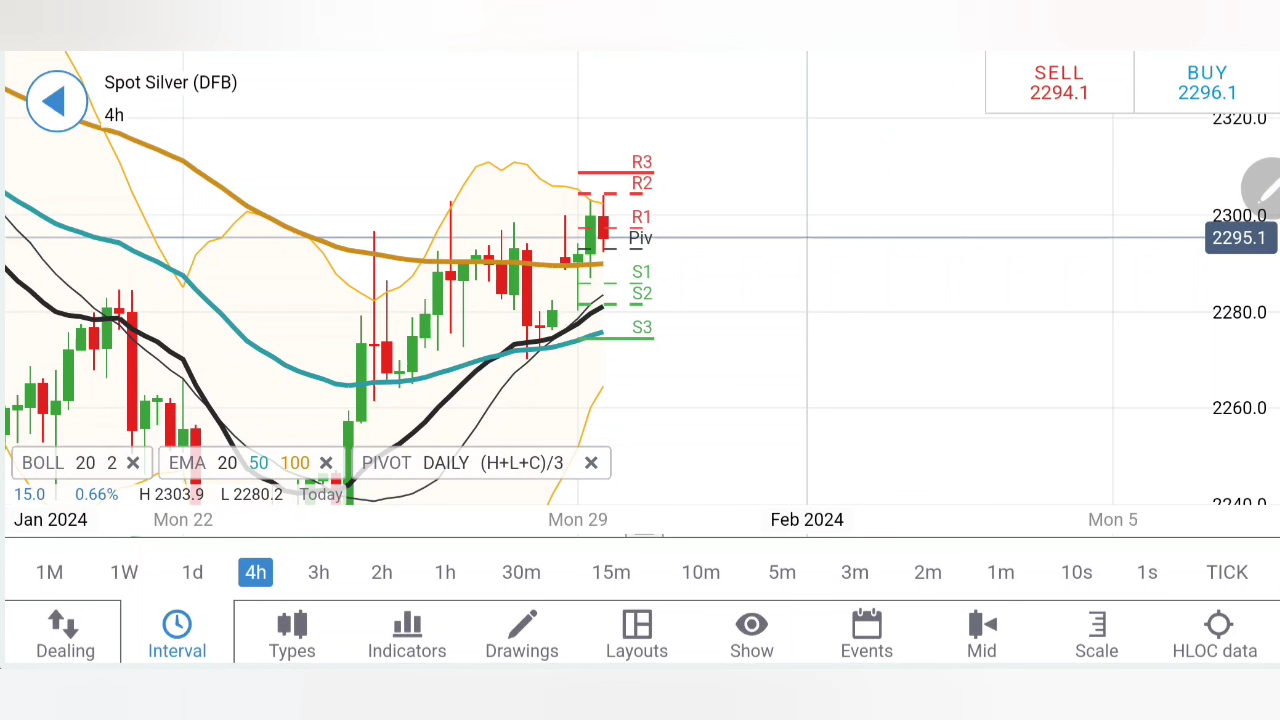 Spot Silver (DFB)
4h
SELL
2294.1
BUY
2296.1
2320.0
R3
R2
R1
Piv
S1
S2
S3
2300.0
2295.1
2280.0
2260.0
2240.0
BOLL 20 2 EMA 20 50 100 PIVOT DAILY (H+L+C)/3
15.0 0.66% H 2303.9 L 2280.2 Today
Jan 2024 Mon 22 Mon 29 Feb 2024 Mon 5
1M 1W 1d 4h 3h 2h 1h 30m 15m 10m 5m 3m 2m 1m 10s 1s TICK
Dealing Interval Types Indicators Drawings Layouts Show Events Mid Scale HLOC data